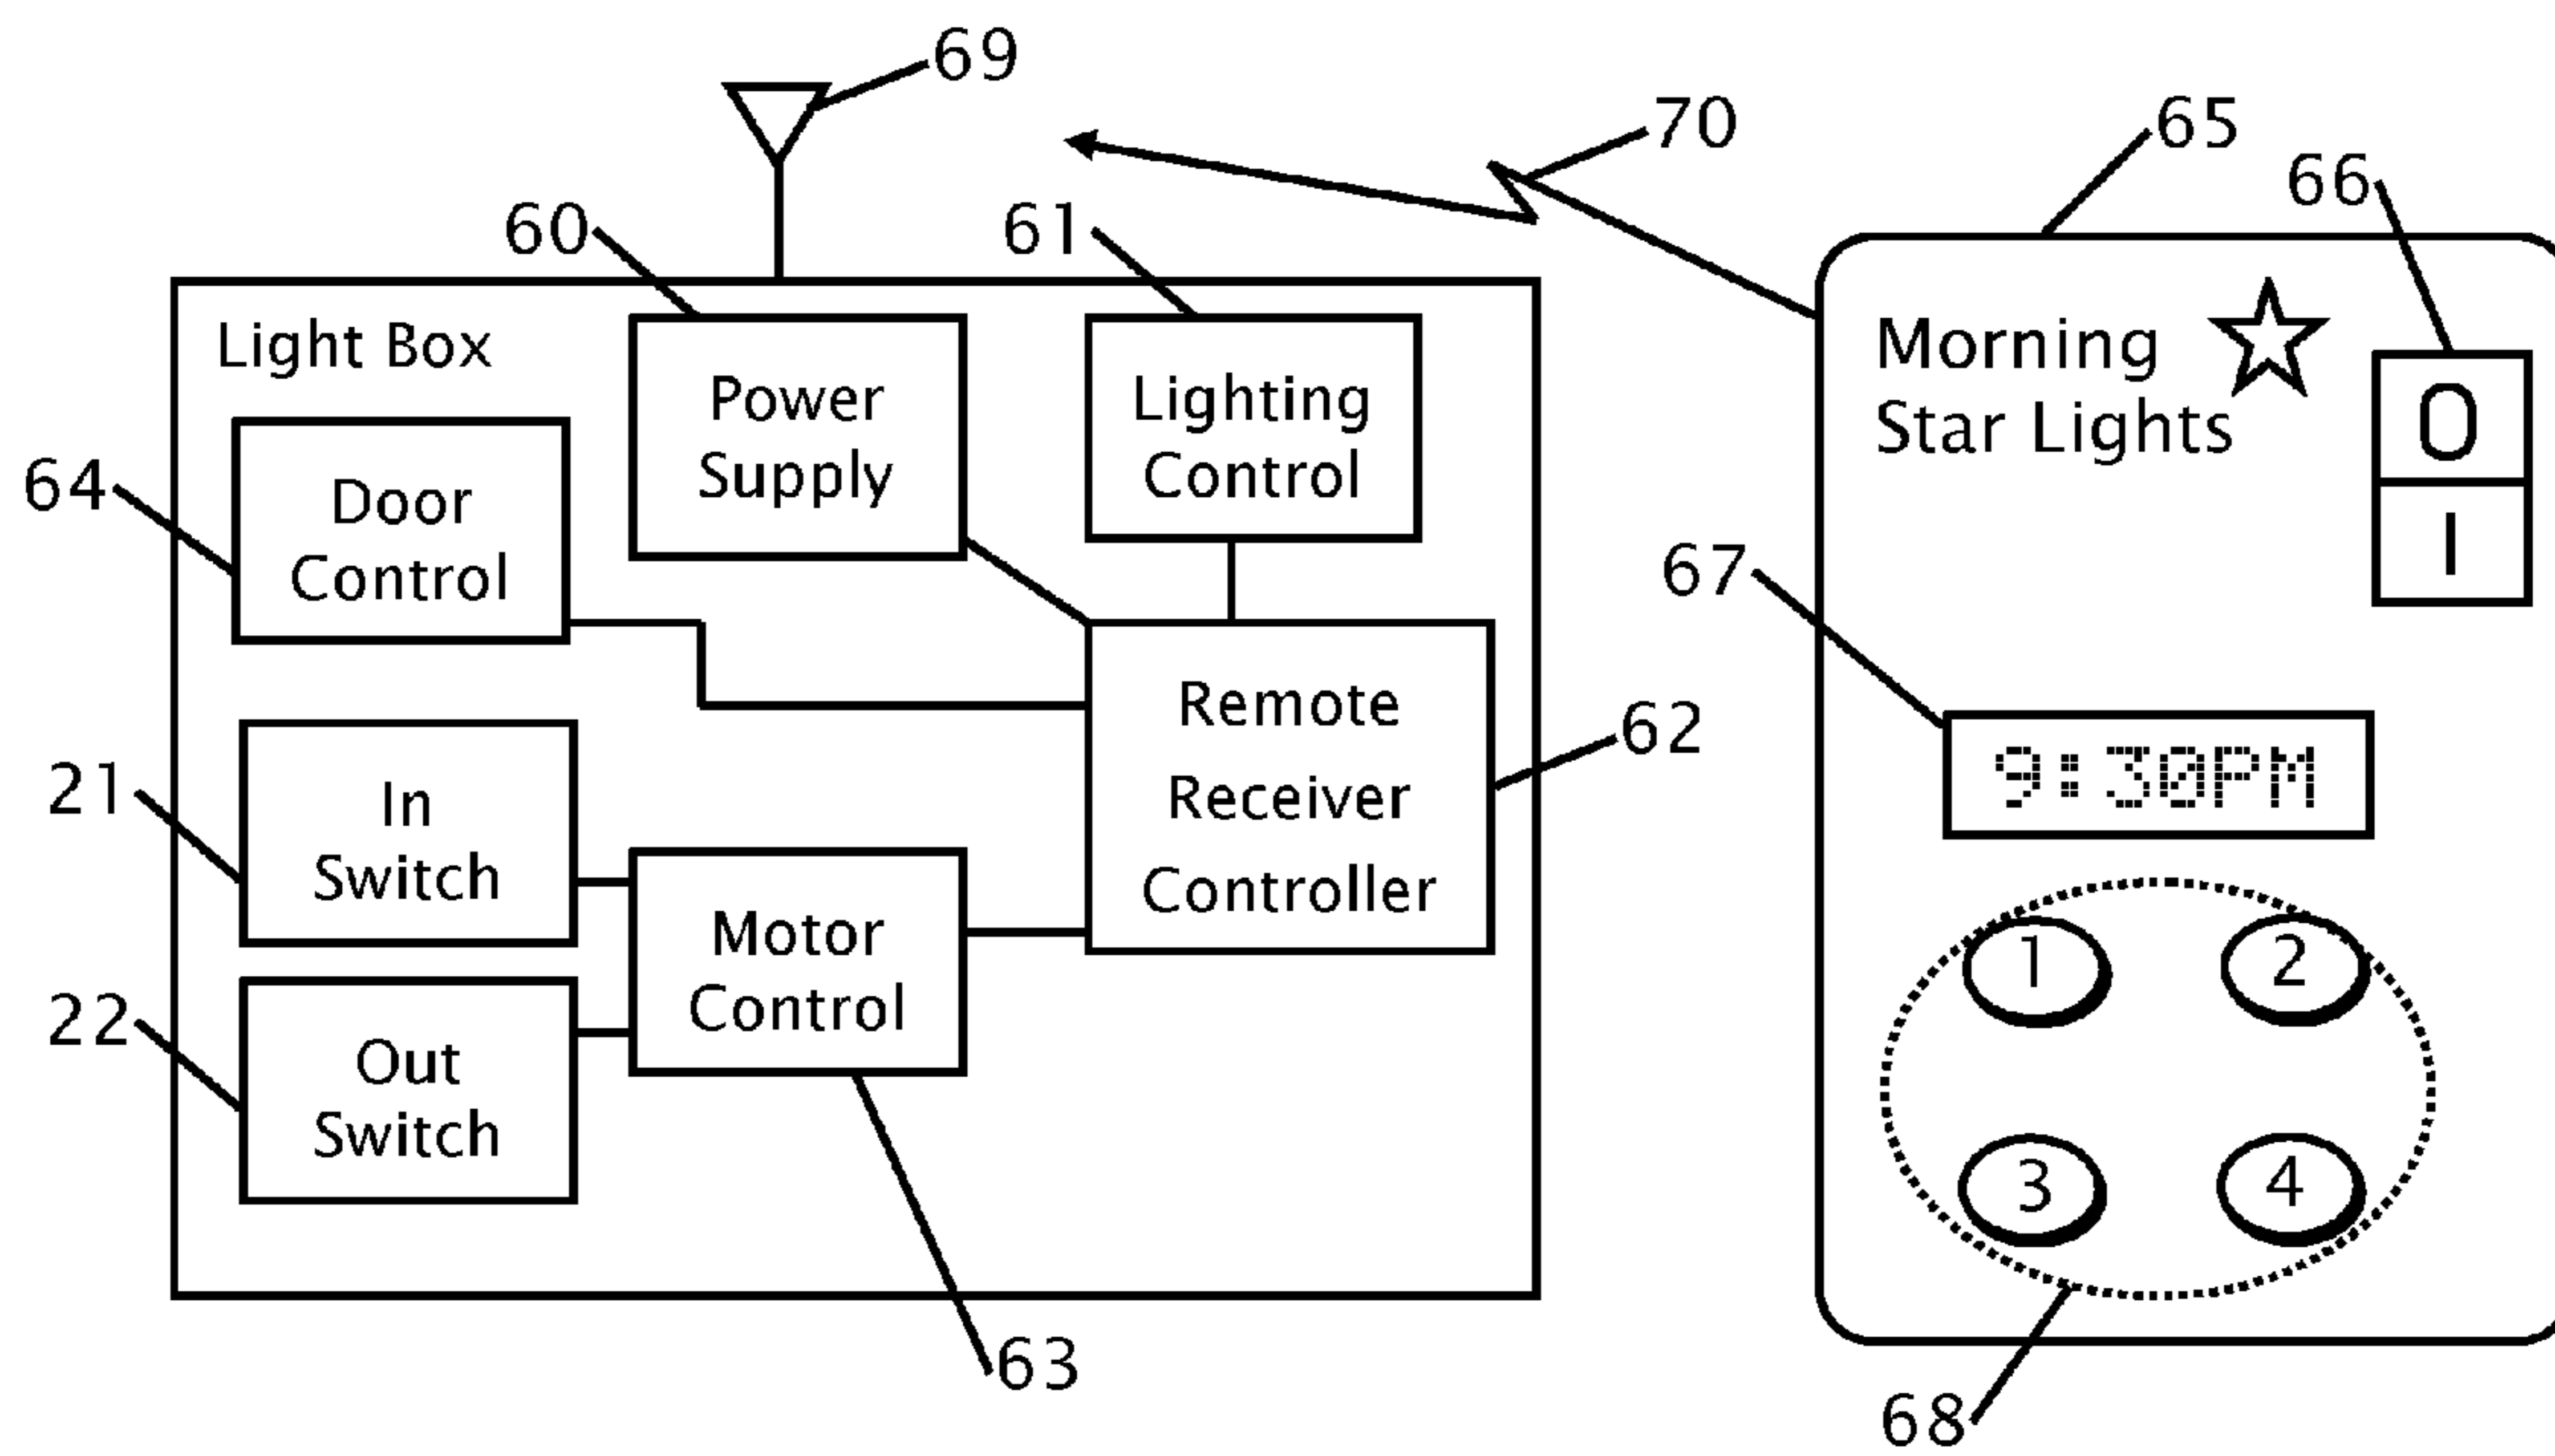 69
70
65
66
60
61
Light Box
Power
Supply
Lighting
Control
Morning
Star Lights
O
I
64
Door
Control
67
62
Remote
Receiver
Controller
9:30PM
21
In
Switch
Motor
Control
22
Out
Switch
1
2
3
4
63
68